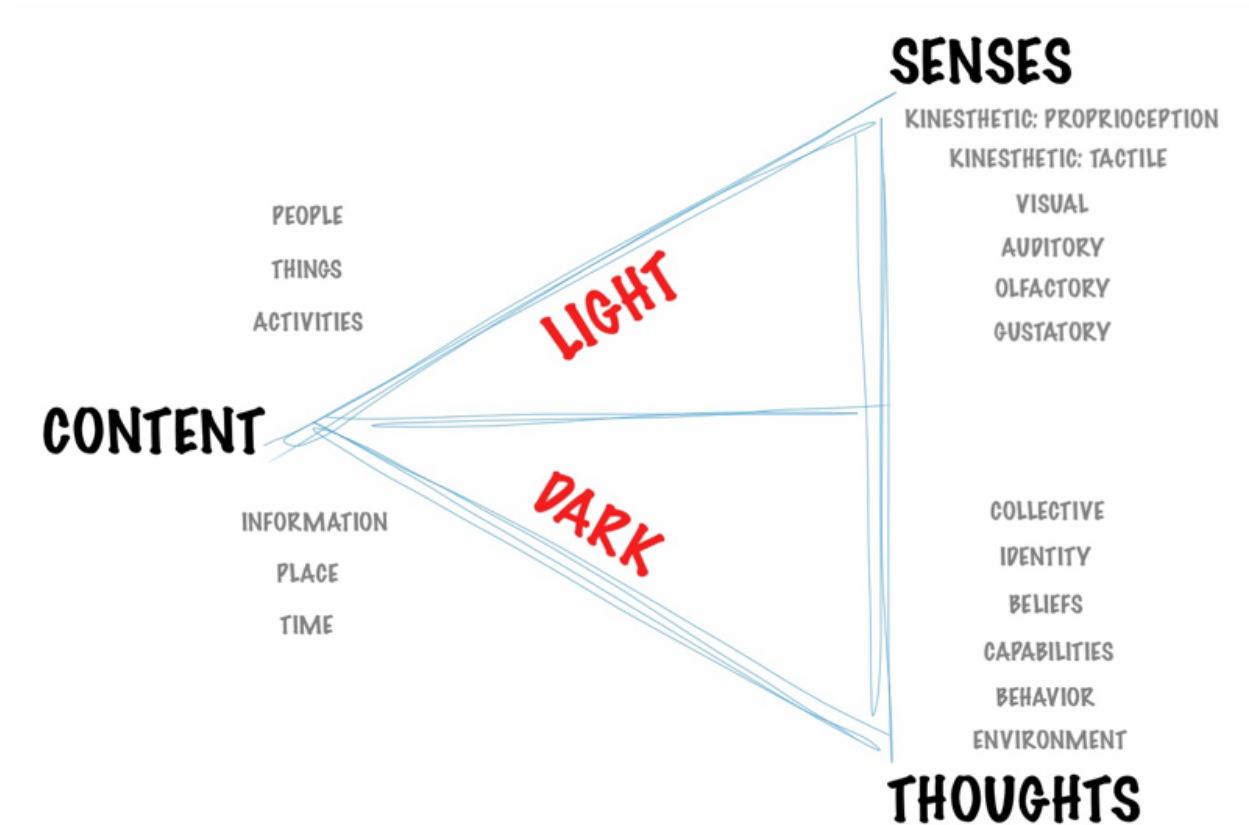 SENSES
KINESTHETIC: PROPRIOCEPTION
KINESTHETIC: TACTILE
VISUAL
AUDITORY
OLFACTORY
GUSTATORY
PEOPLE
THINGS
ACTIVITIES
LIGHT
CONTENT
DARK
INFORMATION
PLACE
TIME
COLLECTIVE
IDENTITY
BELIEFS
CAPABILITIES
BEHAVIOR
ENVIRONMENT
THOUGHTS